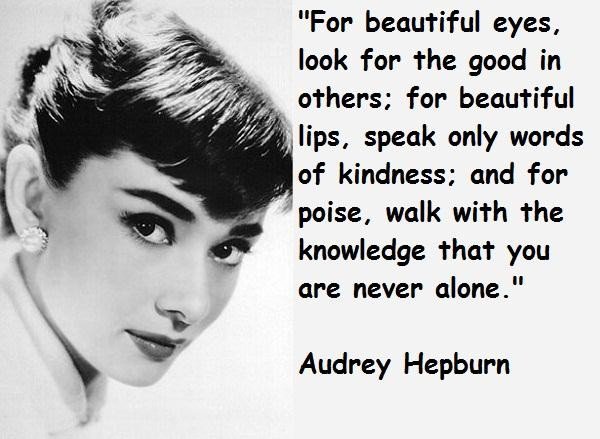 "For beautiful eyes,
look for the good in
others; for beautiful
lips, speak only words
of kindness; and for
poise, walk with the
knowledge that you
are never alone."
Audrey Hepburn